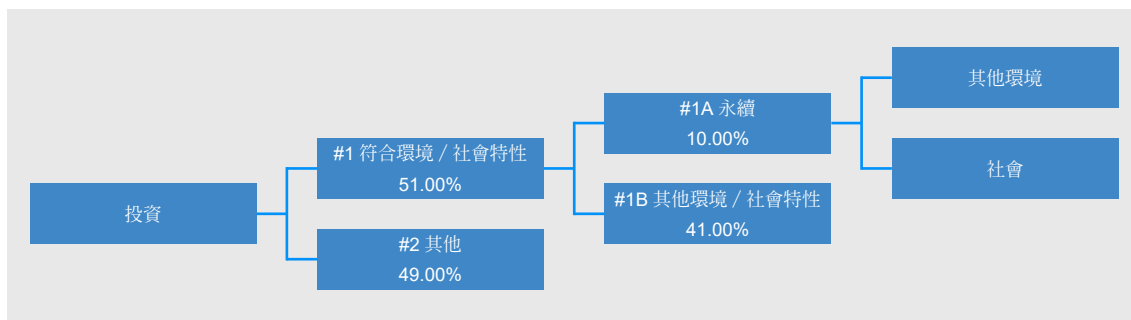 投資
#1 符合環境 / 社會特性
51.00%
#2 其他
49.00%
#1A 永續
10.00%
#1B 其他環境 / 社會特性
41.00%
其他環境
社會